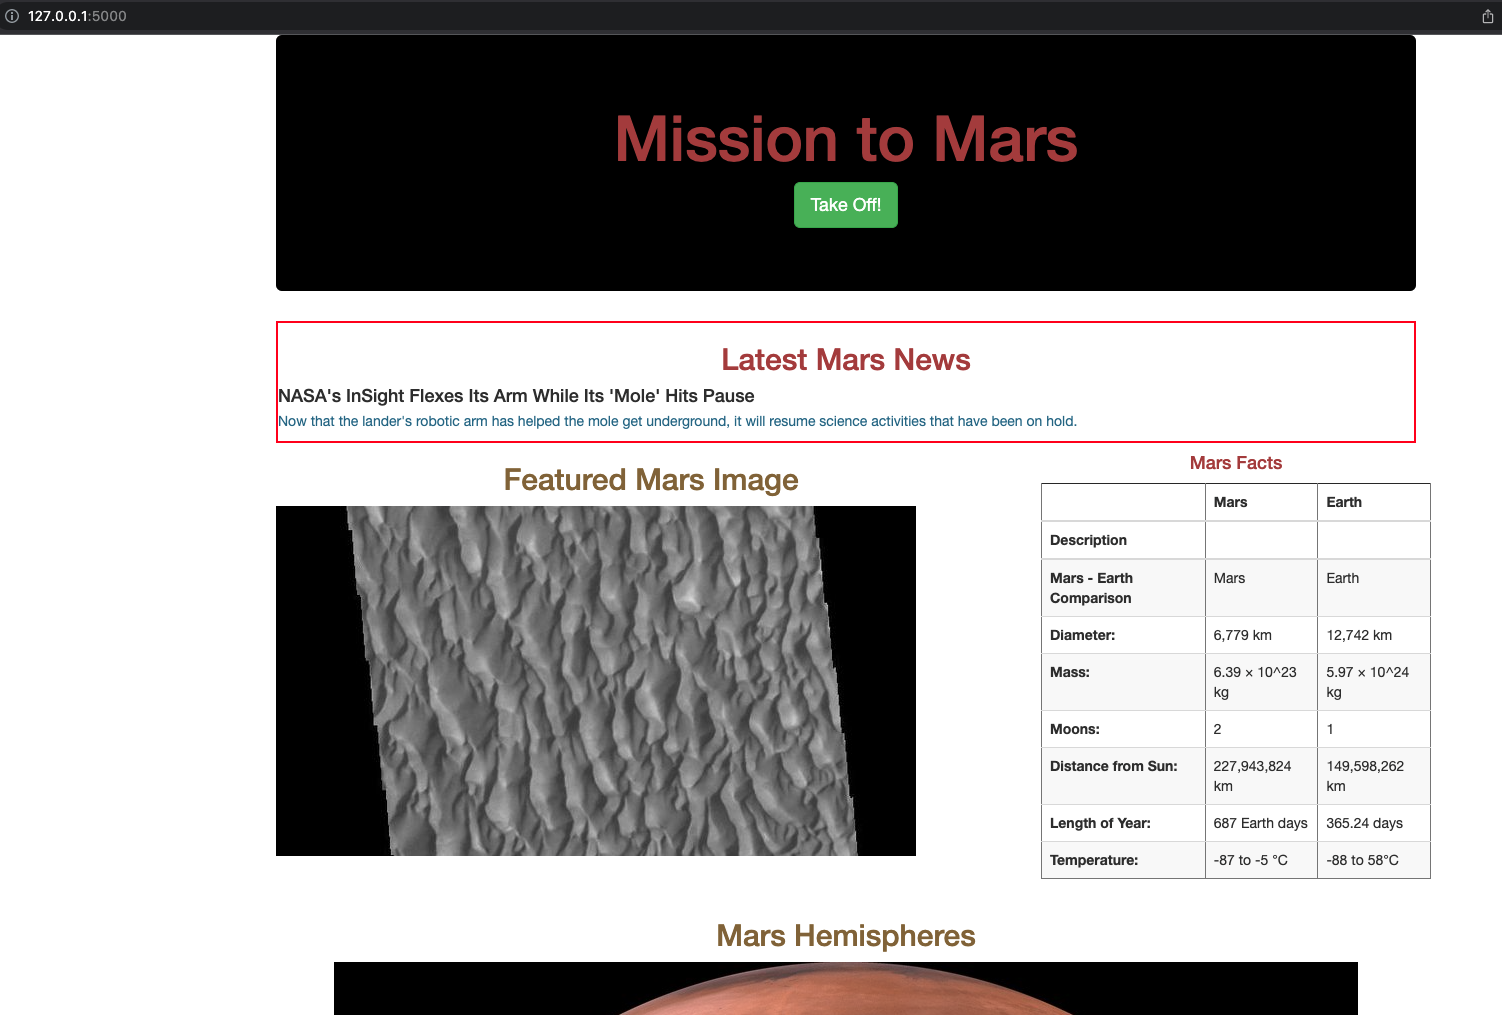 127.0.0.1:5000
Mission to Mars
Take Off!
Latest Mars News
NASA's InSight Flexes Its Arm While Its 'Mole' Hits Pause
Now that the lander's robotic arm has helped the mole get underground, it will resume science activities that have been on hold.
Featured Mars Image
Mars Facts
Mars Earth
Description
Mars - Earth Comparison Mars Earth
Diameter: 6,779 km 12,742 km
Mass: 6.39 × 10^23 kg 5.97 × 10^24 kg
Moons: 2 1
Distance from Sun: 227,943,824 km 149,598,262 km
Length of Year: 687 Earth days 365.24 days
Temperature: -87 to -5 °C -88 to 58°C
Mars Hemispheres